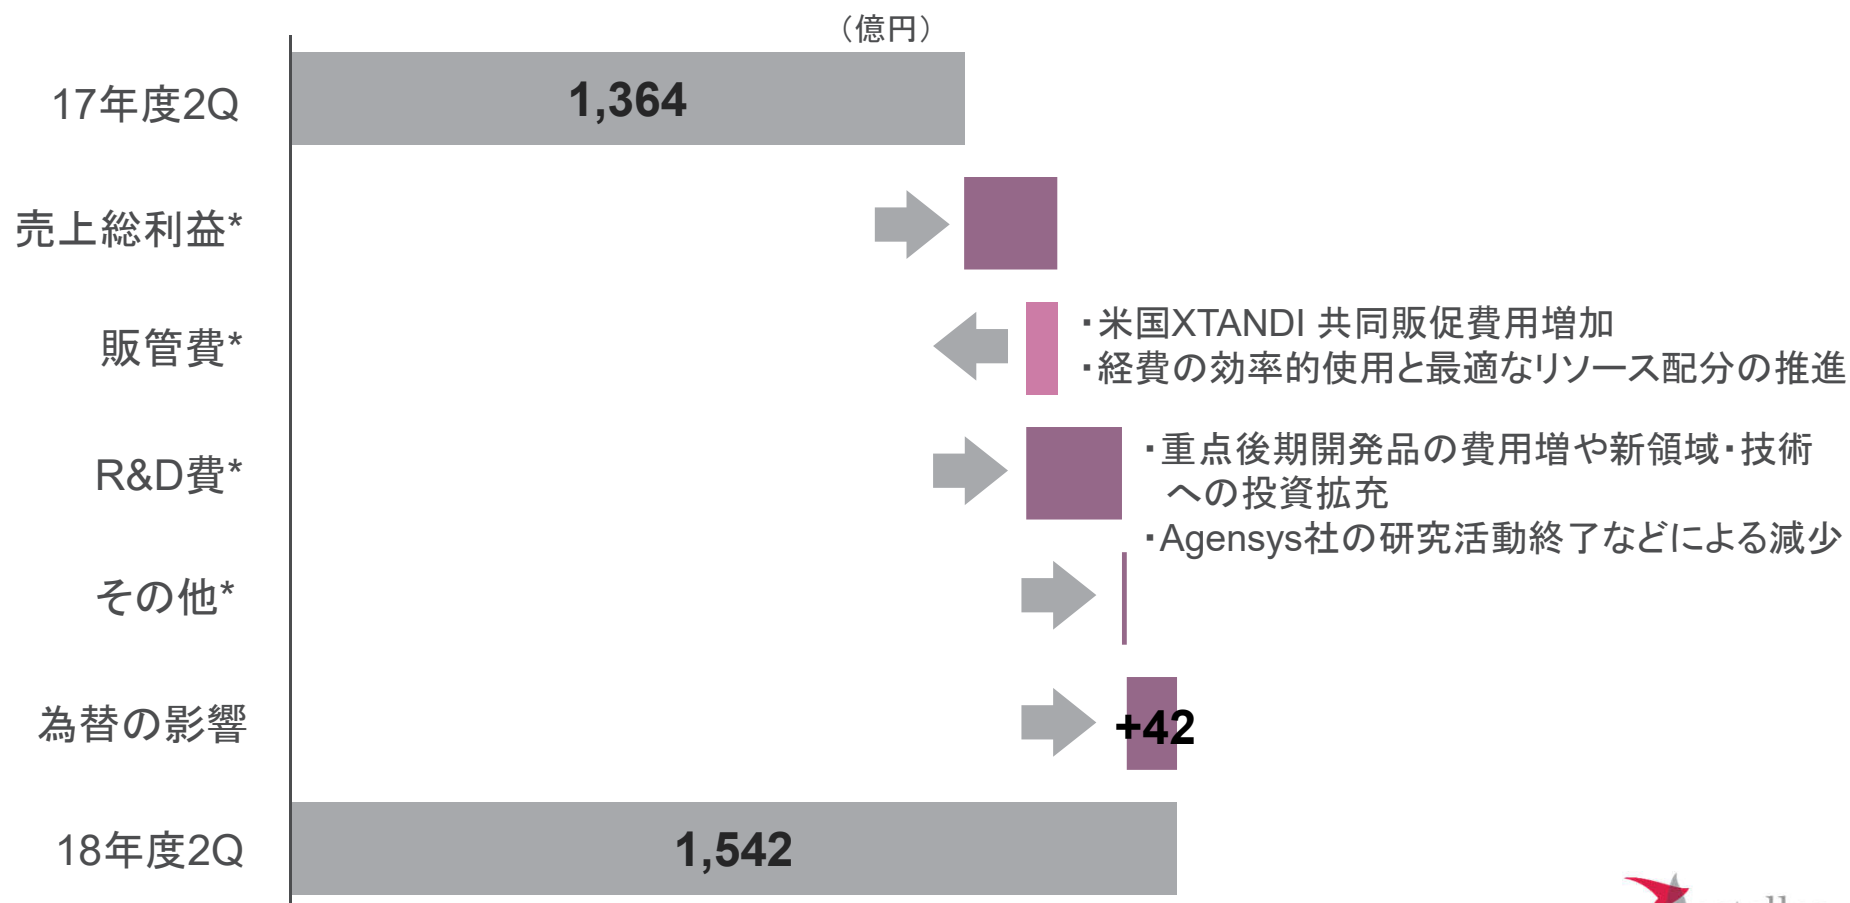 （億円）
17年度2Q
1,364
売上総利益*
販管費*
・米国XTANDI 共同販促費用増加
・経費の効率的使用と最適なリソース配分の推進
R&D費*
・重点後期開発品の費用増や新領域・技術
への投資拡充
・Agensys社の研究活動終了などによる減少
その他*
為替の影響
+42
18年度2Q
1,542